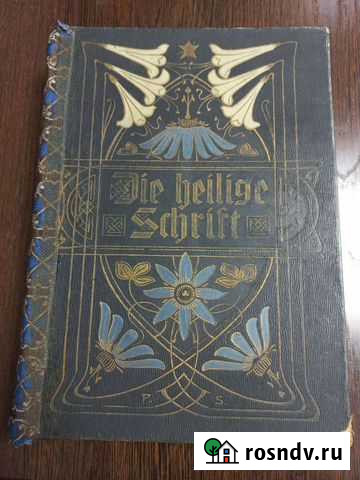 Die heilige
Schrift
P. S.
rosndv.ru